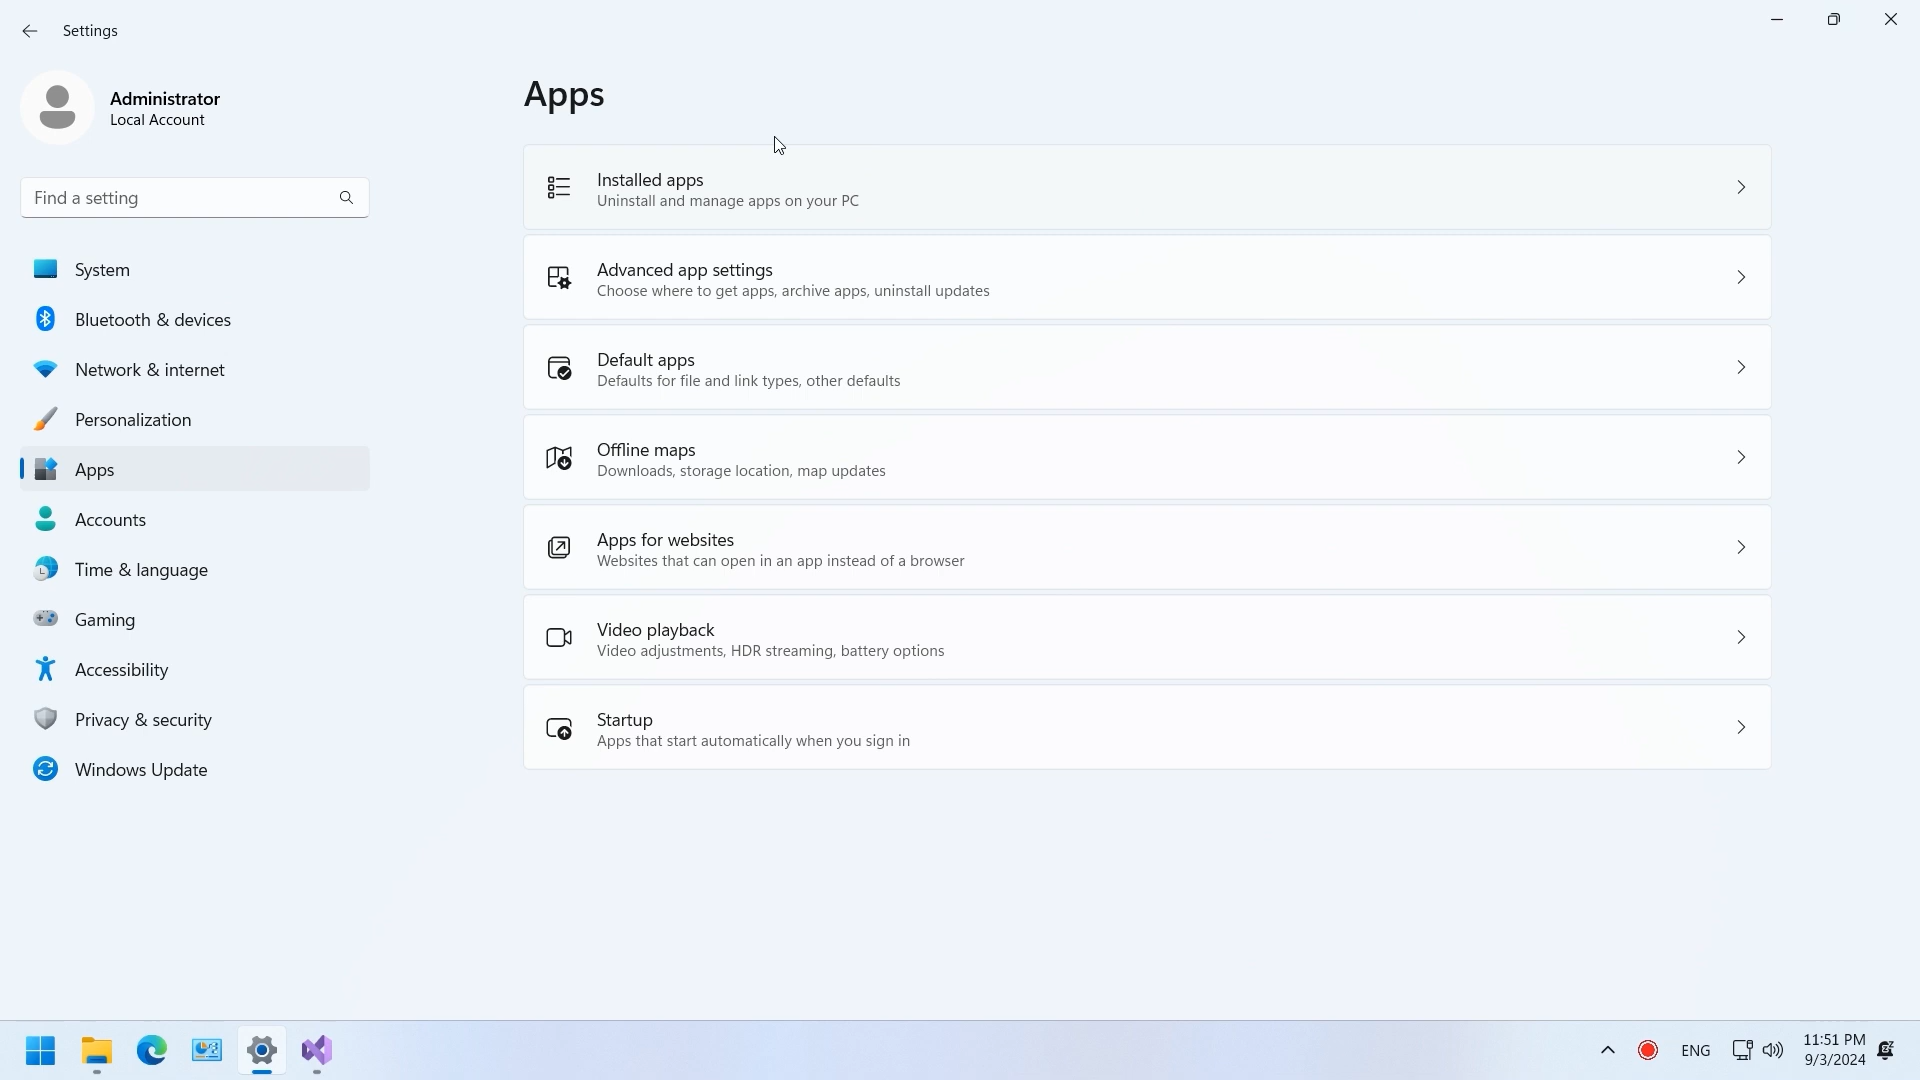 Settings
Administrator
Local Account
Find a setting
System
Bluetooth & devices
Network & internet
Personalization
Apps
Accounts
Time & language
Gaming
Accessibility
Privacy & security
Windows Update
Apps
Installed apps
Uninstall and manage apps on your PC
Advanced app settings
Choose where to get apps, archive apps, uninstall updates
Default apps
Defaults for file and link types, other defaults
Offline maps
Downloads, storage location, map updates
Apps for websites
Websites that can open in an app instead of a browser
Video playback
Video adjustments, HDR streaming, battery options
Startup
Apps that start automatically when you sign in
ENG
11:51 PM
9/3/2024